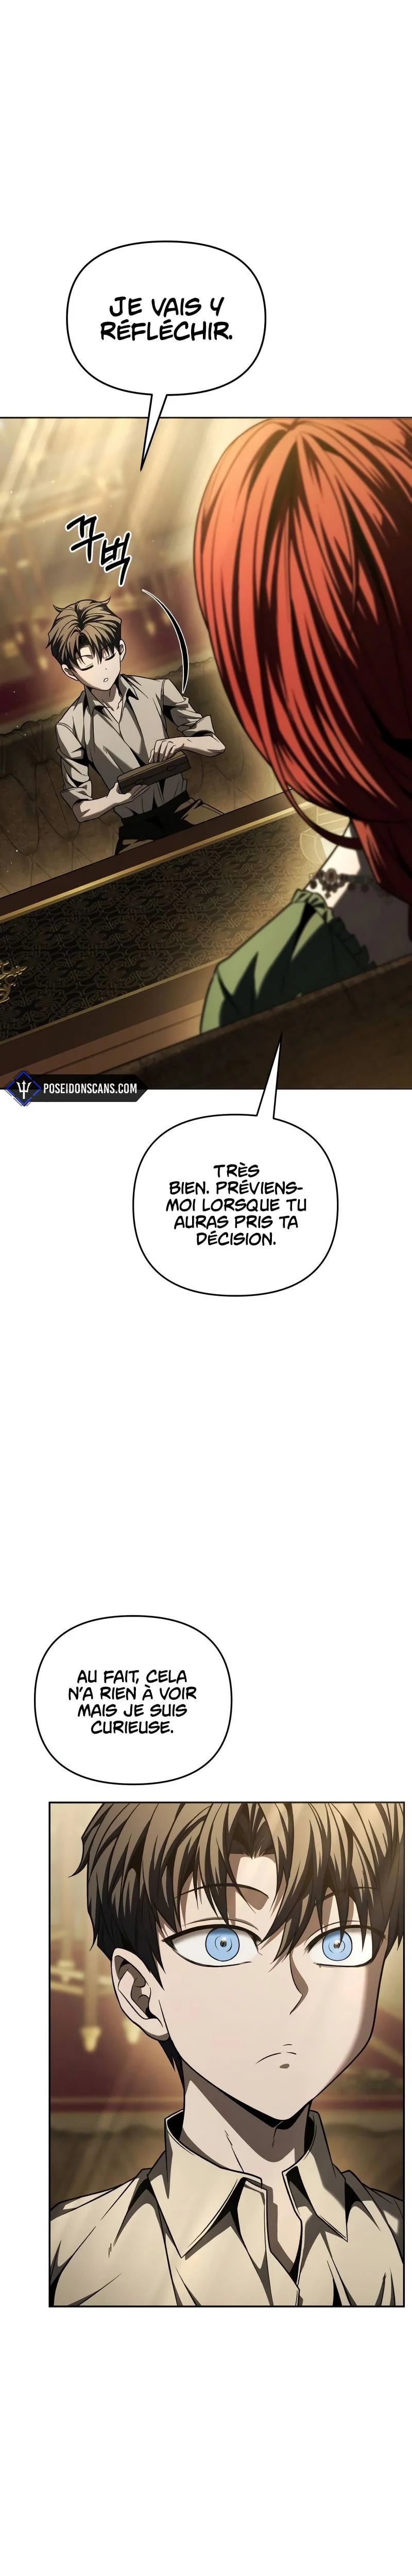 JE VAIS Y
RÉFLÉCHIR.
꾸벅
POSEIDONSCANS.COM
TRÈS
BIEN. PRÉVIENS-
MOI LORSQUE TU
AURAS PRIS TA
DÉCISION.
AU FAIT, CELA
N'A RIEN À VOIR
MAIS JE SUIS
CURIEUSE.